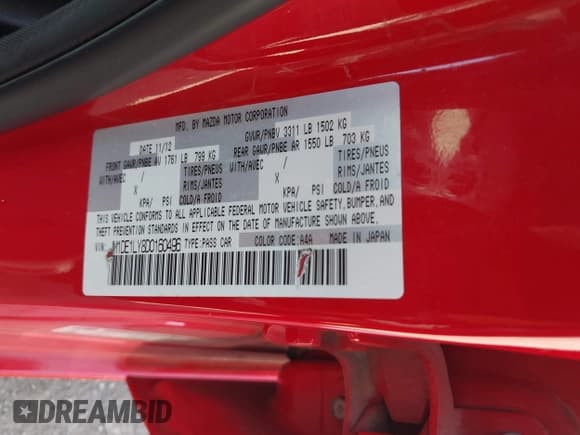 MFD. BY MAZDA MOTOR CORPORATION
DATE 11/12 GVWR/PNBV 3311 LB 1502 KG
FRONT GAWR/PNBE AV 1761 LB 799 KG REAR GAWR/PNBE AR 1550 LB 703 KG
WITH/AVEC / TIRES/PNEUS WITH/AVEC / TIRES/PNEUS
X RIMS/JANTES X RIMS/JANTES
KPA/ PSI COLD/A FROID KPA/ PSI COLD/A FROID
THIS VEHICLE CONFORMS TO ALL APPLICABLE FEDERAL MOTOR VEHICLE SAFETY, BUMPER, AND
THEFT PREVENTION STANDARDS IN EFFECT ON THE DATE OF MANUFACTURE SHOWN ABOVE.
VIN: JM1DE1LY8D0160496 TYPE PASS CAR COLOR CODE:A4A MADE IN JAPAN
DREAMBID